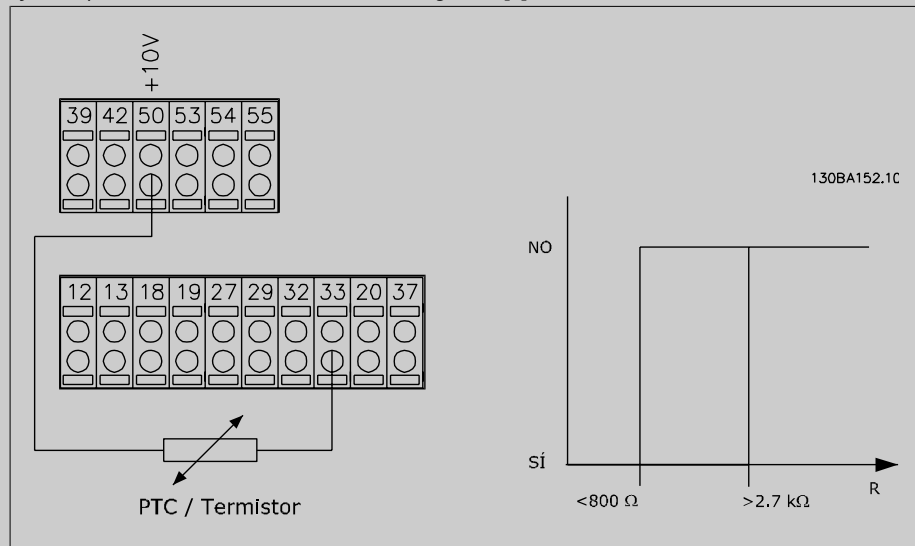 +10V
39 42 50 53 54 55
130BA152.10
NO
12 13 18 19 27 29 32 33 20 37
SÍ
R
<800 Ω
>2.7 kΩ
PTC / Termistor